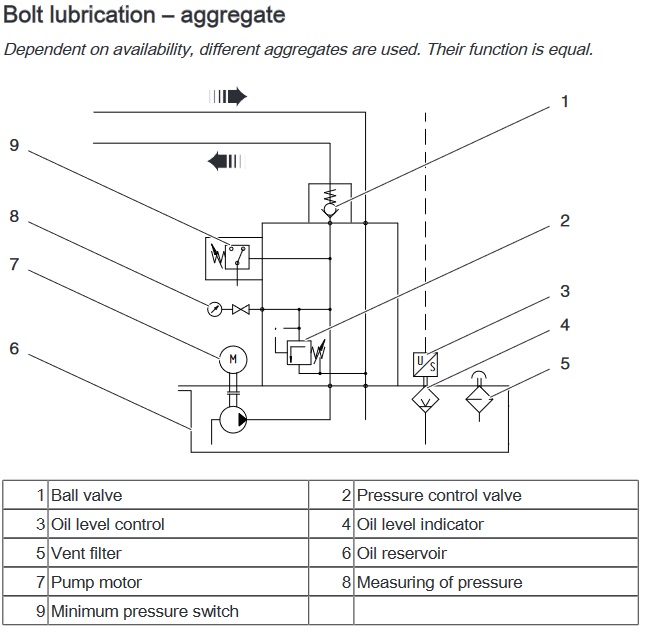 Bolt lubrication – aggregate
Dependent on availability, different aggregates are used. Their function is equal.
1
9
8
2
7
3
4
M
U
S
6
5
1 Ball valve 2 Pressure control valve
3 Oil level control 4 Oil level indicator
5 Vent filter 6 Oil reservoir
7 Pump motor 8 Measuring of pressure
9 Minimum pressure switch